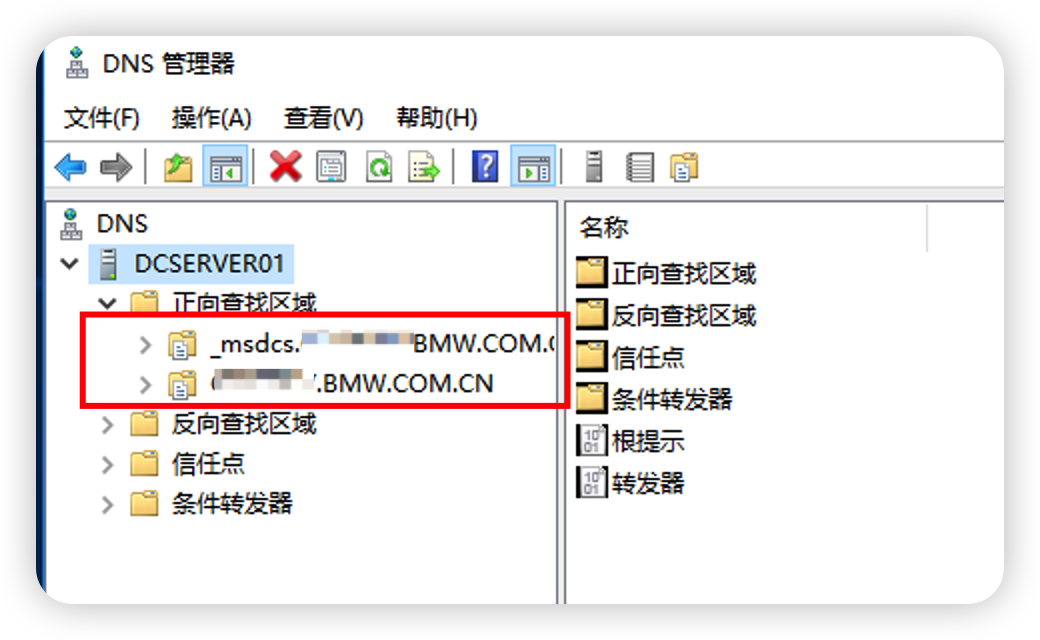 DNS 管理器
文件(F) 操作(A) 查看(V) 帮助(H)
DNS
DCSERVER01
正向查找区域
_msdcs. BMW.COM.
.BMW.COM.CN
反向查找区域
信任点
条件转发器
名称
正向查找区域
反向查找区域
信任点
条件转发器
根提示
转发器